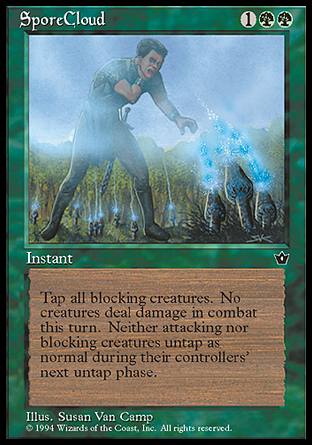 Spore Cloud 1
Instant
Tap all blocking creatures. No
creatures deal damage in combat
this turn. Neither attacking nor
blocking creatures untap as
normal during their controllers'
next untap phase.
Illus. Susan Van Camp
© 1994 Wizards of the Coast, Inc. All rights reserved.